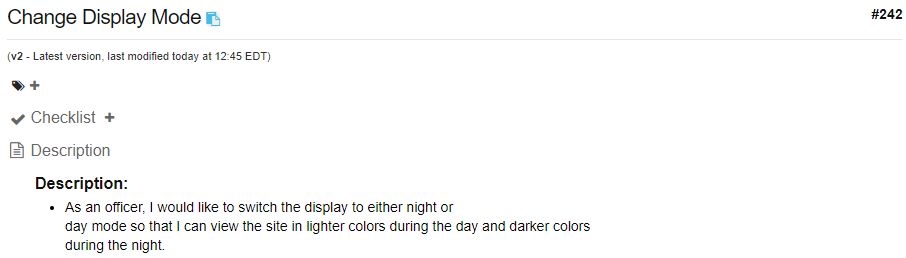 Change Display Mode
#242
(v2 - Latest version, last modified today at 12:45 EDT)
Checklist
Description
Description:
• As an officer, I would like to switch the display to either night or
day mode so that I can view the site in lighter colors during the day and darker colors
during the night.